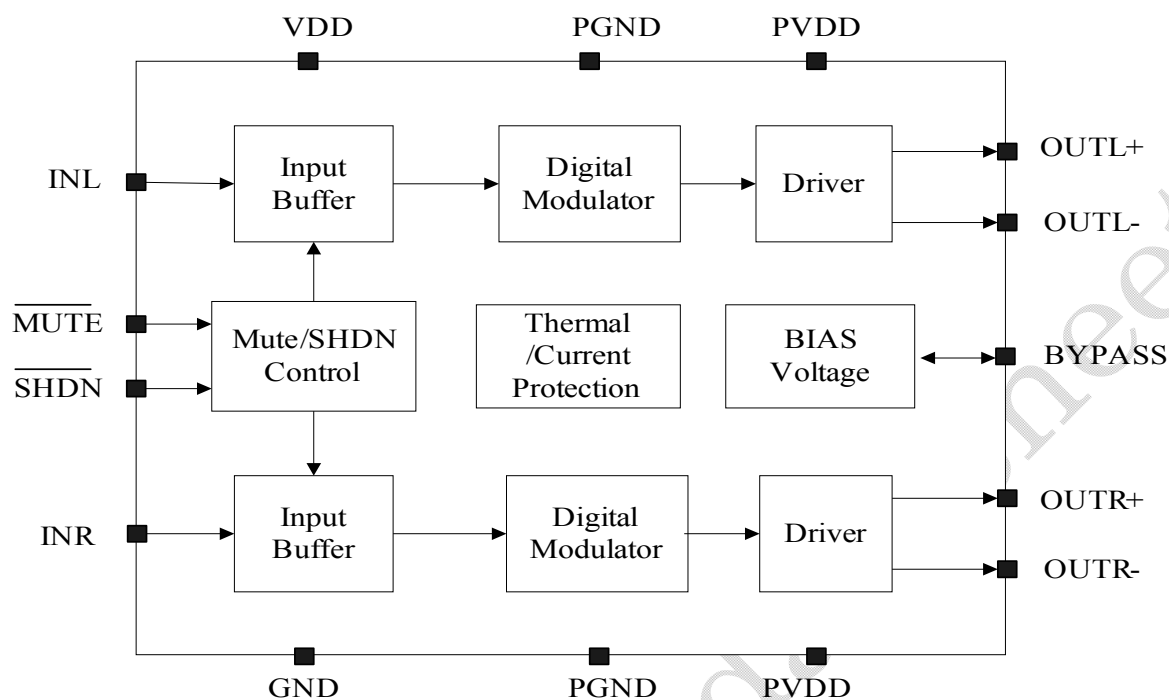 VDD PGND PVDD
INL
Input
Buffer
Digital
Modulator
Driver
OUTL+
OUTL-
MUTE
SHDN
Mute/SHDN
Control
Thermal
/Current
Protection
BIAS
Voltage
BYPASS
INR
Input
Buffer
Digital
Modulator
Driver
OUTR+
OUTR-
GND PGND PVDD